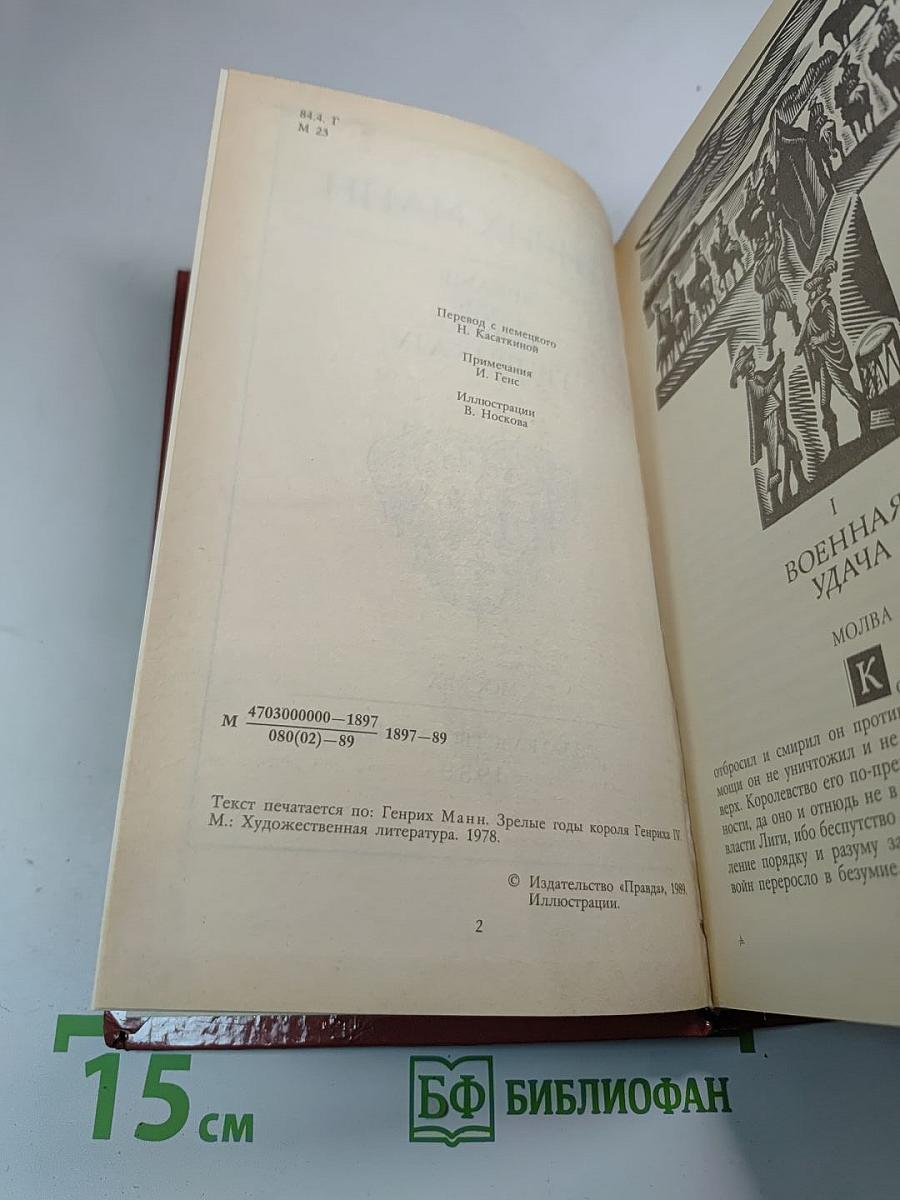 84.4. Г
М 23
Перевод с немецкого
Н. Касаткиной
Примечания
И. Генс
Иллюстрации
В. Носкова
М 4703000000—1897
080(02)—89
1897—89
Текст печатается по: Генрих Манн. Зрелые годы короля Генриха IV.
М.: Художественная литература. 1978.
© Издательство «Правда», 1989.
Иллюстрации.
2
I
ВОЕННАЯ
УДАЧА
МОЛВА
К
отбросил и смирил он против
мощи он не уничтожил и не
верх. Королевство его по-пре
ности, да оно и отнюдь не в
власти Лиги, ибо беспутство
ление порядку и разуму за
войн переросло в безумие.
15 см
БФ БИБЛИОФАН